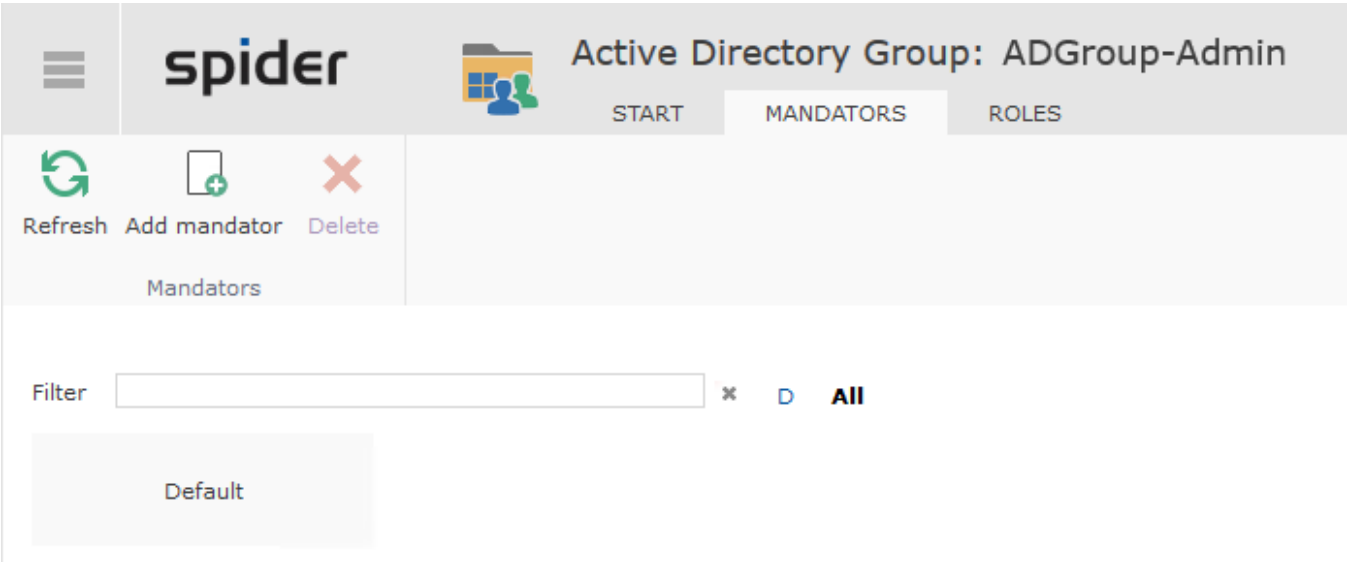 spider
Active Directory Group: ADGroup-Admin
START MANDATORS ROLES
Refresh Add mandator Delete
Mandators
Filter D All
Default